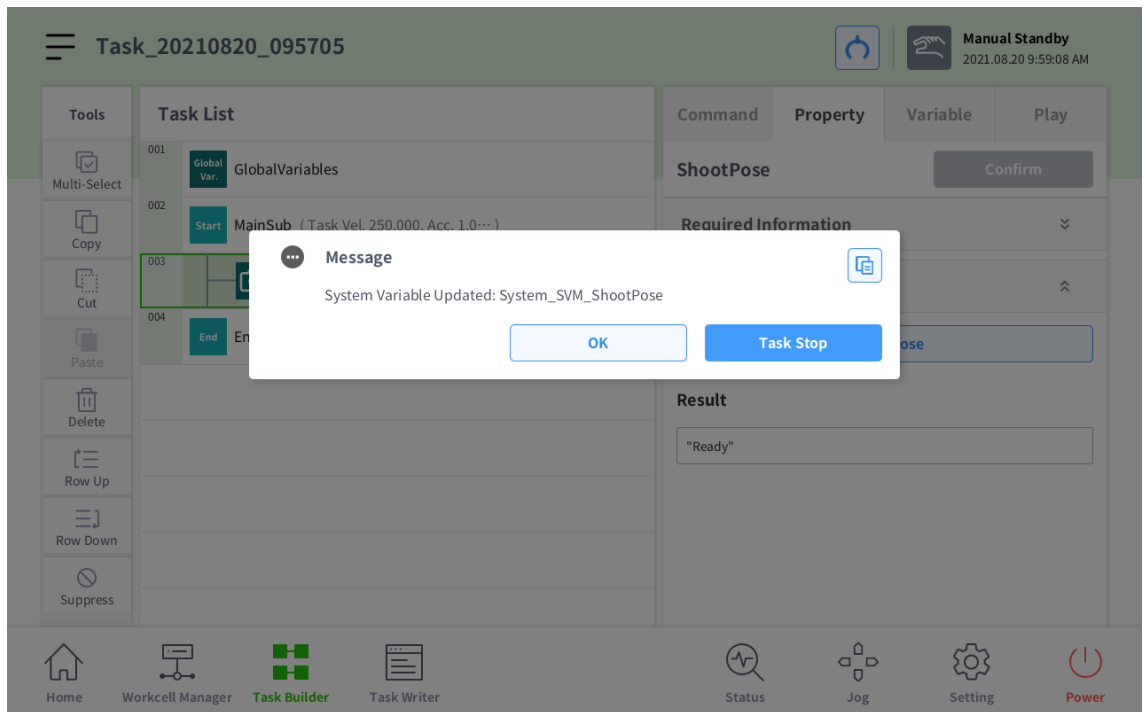 Task_20210820_095705
Manual Standby
2021.08.20 9:59:08 AM
Tools
Multi-Select
Copy
Cut
Paste
Delete
Row Up
Row Down
Suppress
Task List
001
Global Var.
GlobalVariables
002
Start
MainSub ( Task Vel. 250.000, Acc. 1.0··· )
003
004
End
Message
System Variable Updated: System_SVM_ShootPose
OK
Task Stop
Command
Property
Variable
Play
ShootPose
Confirm
Required Information
Result
"Ready"
Home
Workcell Manager
Task Builder
Task Writer
Status
Jog
Setting
Power